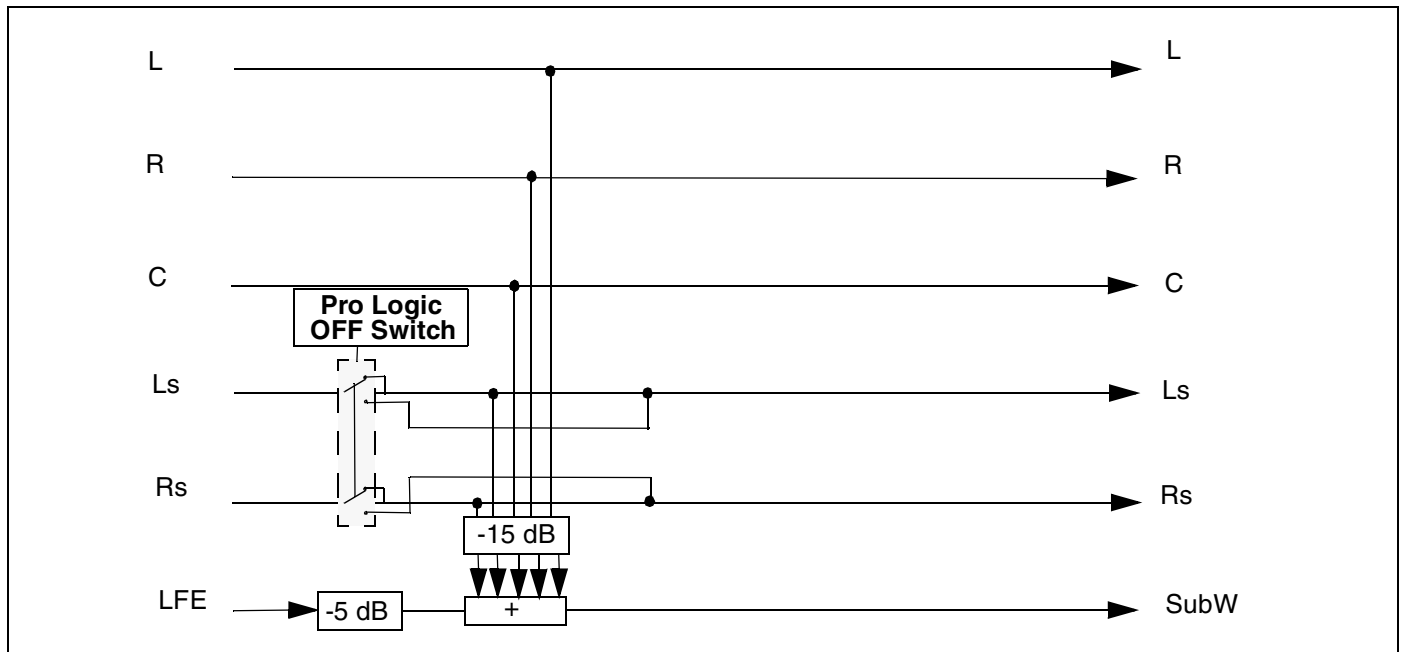 L L
R R
C C
Pro Logic
OFF Switch
Ls Ls
Rs Rs
-15 dB
LFE -5 dB + SubW